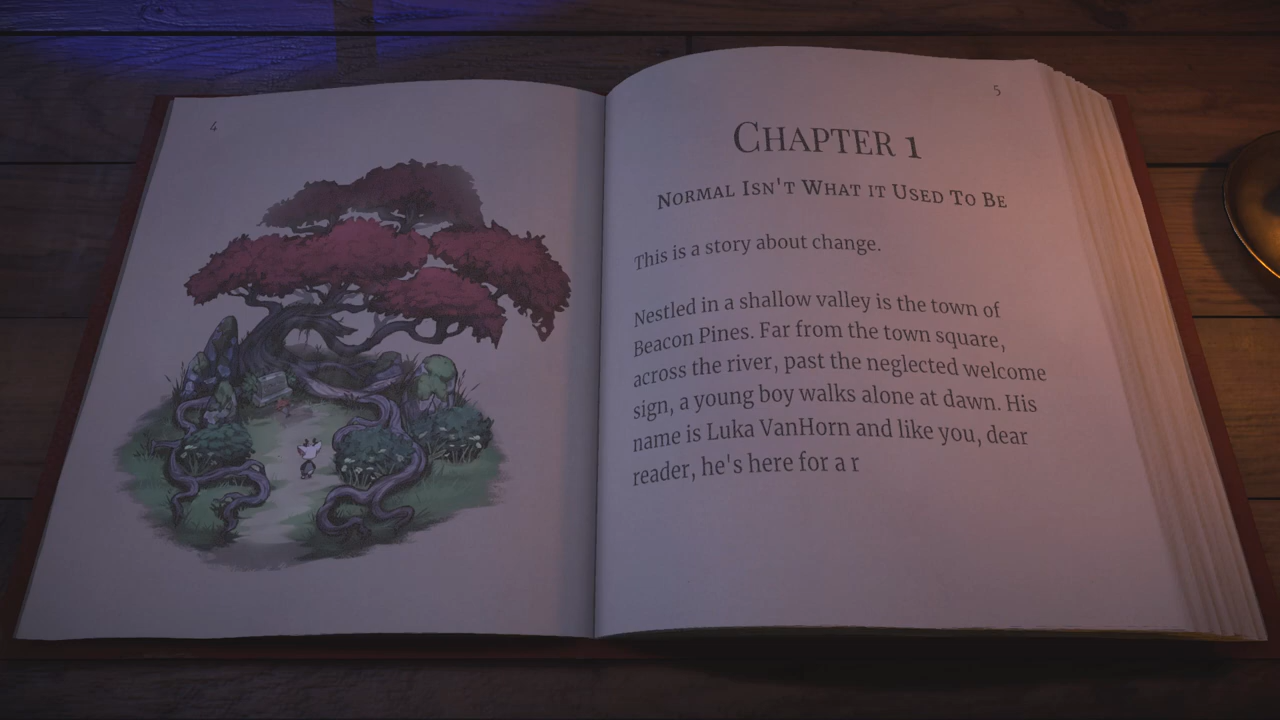 4
5
Chapter 1
Normal Isn't What it Used To Be
This is a story about change.
Nestled in a shallow valley is the town of
Beacon Pines. Far from the town square,
across the river, past the neglected welcome
sign, a young boy walks alone at dawn. His
name is Luka VanHorn and like you, dear
reader, he's here for a r